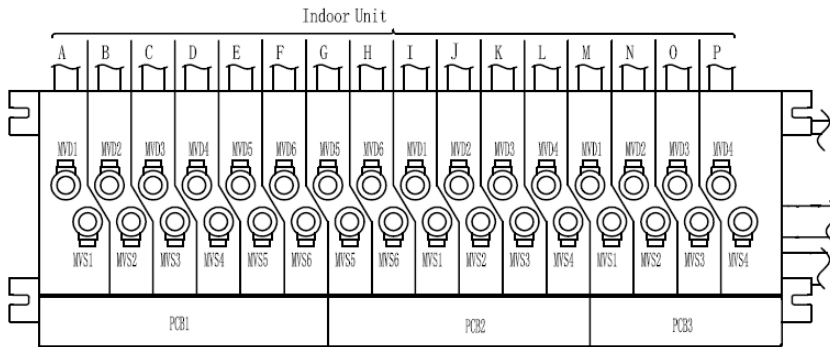 Indoor Unit
A B C D E F G H I J K L M N O P
MVD1 MVD2 MVD3 MVD4 MVD5 MVD6 MVD5 MVD6 MVD1 MVD2 MVD3 MVD4 MVD1 MVD2 MVD3 MVD4
MVS1 MVS2 MVS3 MVS4 MVS5 MVS6 MVS5 MVS6 MVS1 MVS2 MVS3 MVS4 MVS1 MVS2 MVS3 MVS4
PCB1 PCB2 PCB3